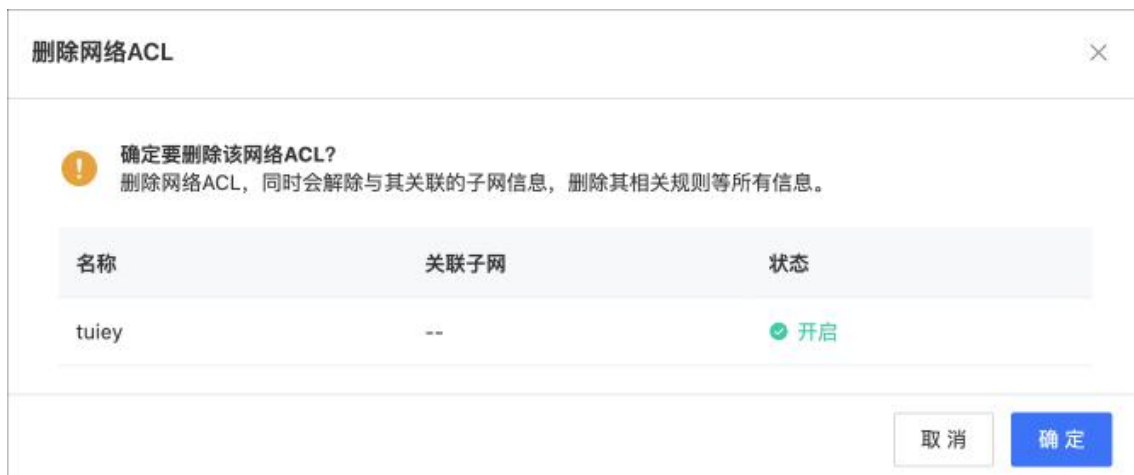 删除网络ACL
确定要删除该网络ACL?
删除网络ACL，同时会解除与其关联的子网信息，删除其相关规则等所有信息。
名称 关联子网 状态
tuiey -- 开启
取消 确定